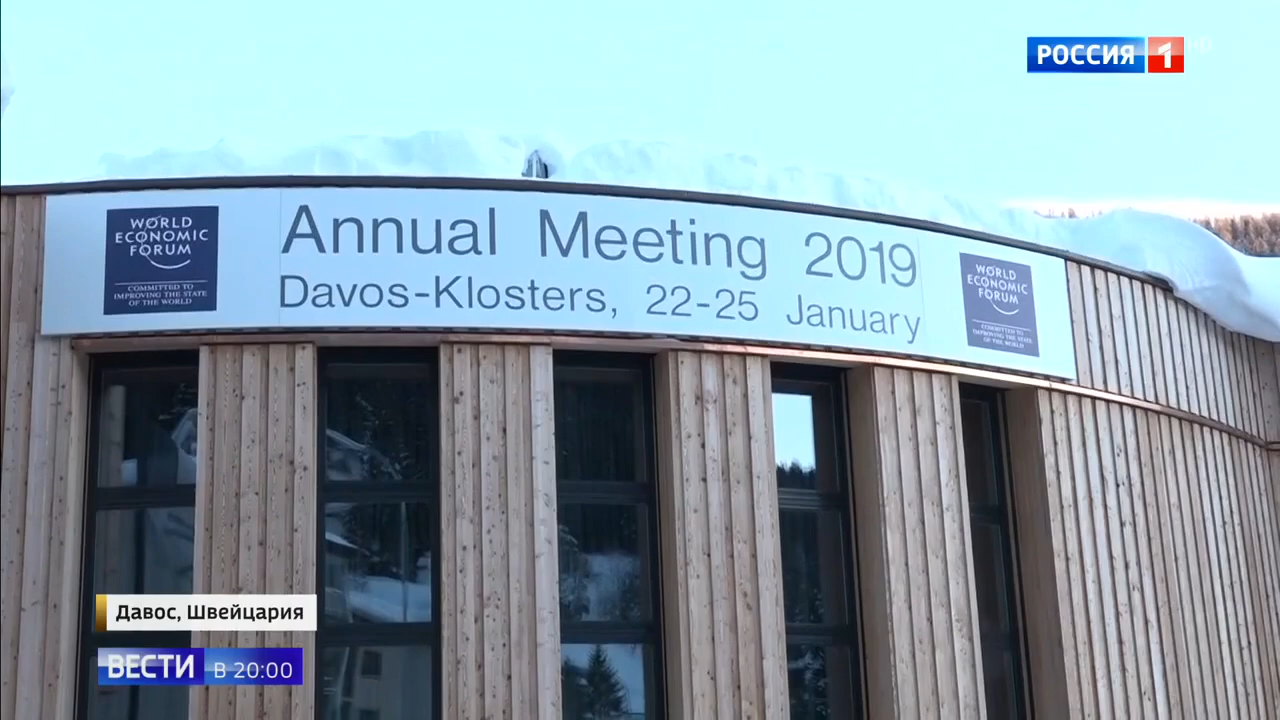 РОССИЯ 1 HD
WORLD
ECONOMIC
FORUM
COMMITTED TO
IMPROVING THE STATE
OF THE WORLD
Annual Meeting 2019
Davos-Klosters, 22-25 January
WORLD
ECONOMIC
FORUM
COMMITTED TO
IMPROVING THE STATE
OF THE WORLD
Давос, Швейцария
ВЕСТИ В 20:00